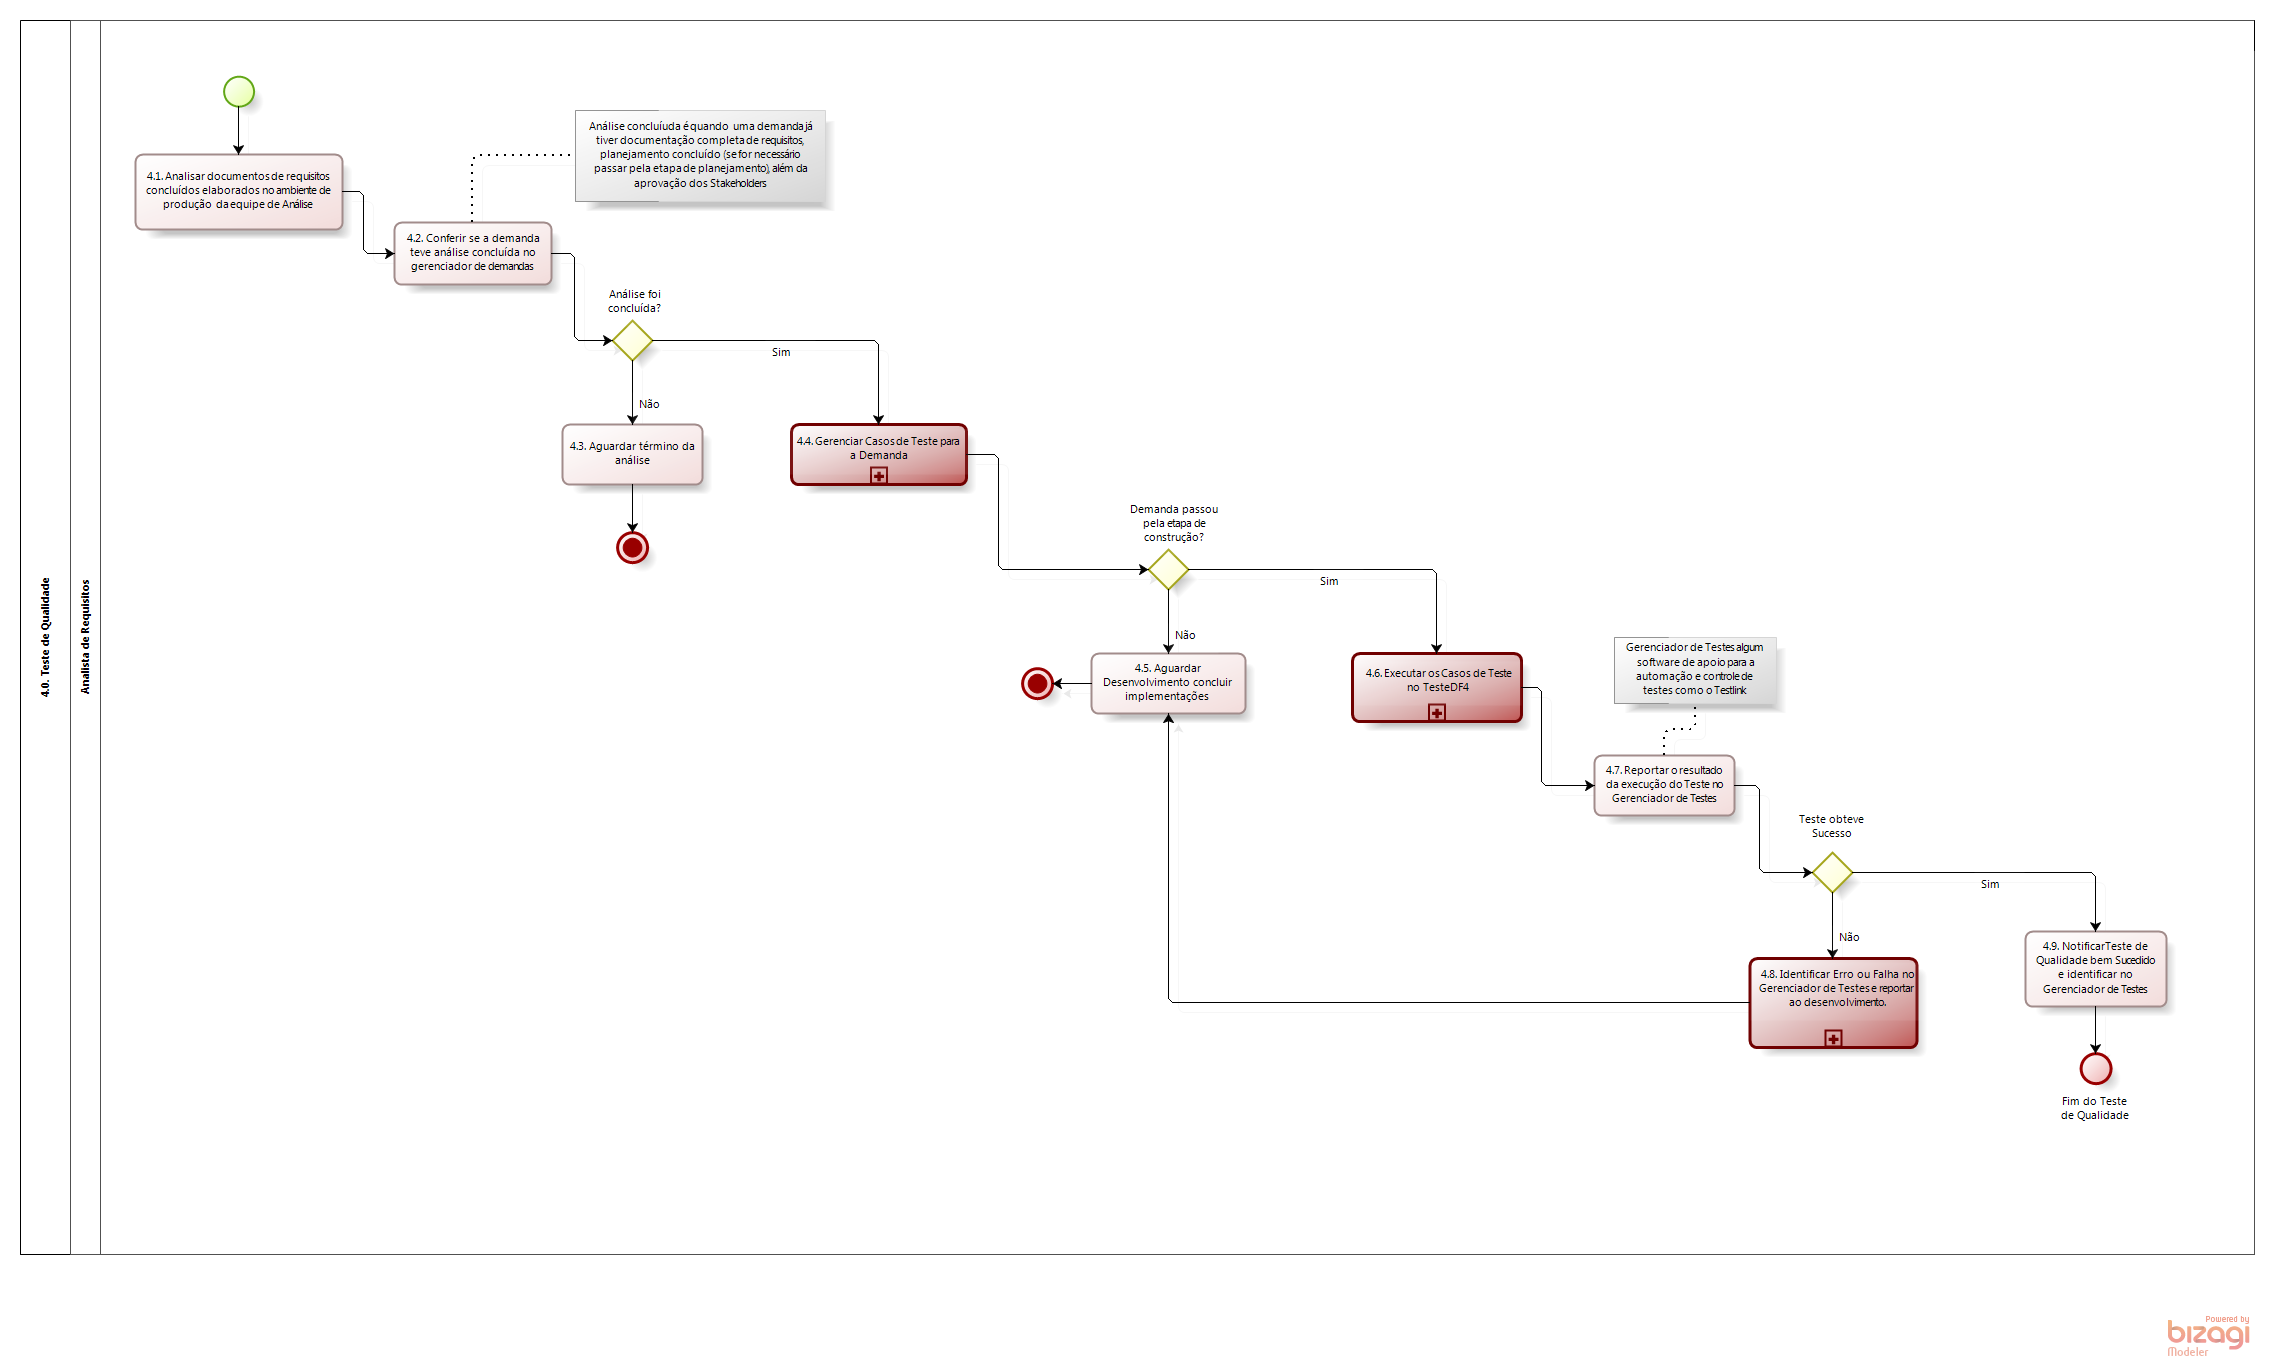 4.0. Teste de Qualidade
Analista de Requisitos
4.1. Analisar documentos de requisitos
concluídos elaborados no ambiente de
produção da equipe de Análise
Análise concluíuda é quando uma demanda já
tiver documentação completa de requisitos,
planejamento concluído (se for necessário
passar pela etapa de planejamento), além da
aprovação dos Stakeholders
4.2. Conferir se a demanda
teve análise concluída no
gerenciador de demandas
Análise foi
concluída?
Sim
Não
4.3. Aguardar término da
análise
4.4. Gerenciar Casos de Teste para
a Demanda
Demanda passou
pela etapa de
construção?
Sim
Não
4.5. Aguardar
Desenvolvimento concluir
implementações
4.6. Executar os Casos de Teste
no TesteDF4
Gerenciador de Testes algum
software de apoio para a
automação e controle de
testes como o Testlink
4.7. Reportar o resultado
da execução do Teste no
Gerenciador de Testes
Teste obteve
Sucesso
Sim
Não
4.8. Identificar Erro ou Falha no
Gerenciador de Testes e reportar
ao desenvolvimento.
4.9. Notificar Teste de
Qualidade bem Sucedido
e identificar no
Gerenciador de Testes
Fim do Teste
de Qualidade
Powered by
bizagi
Modeler